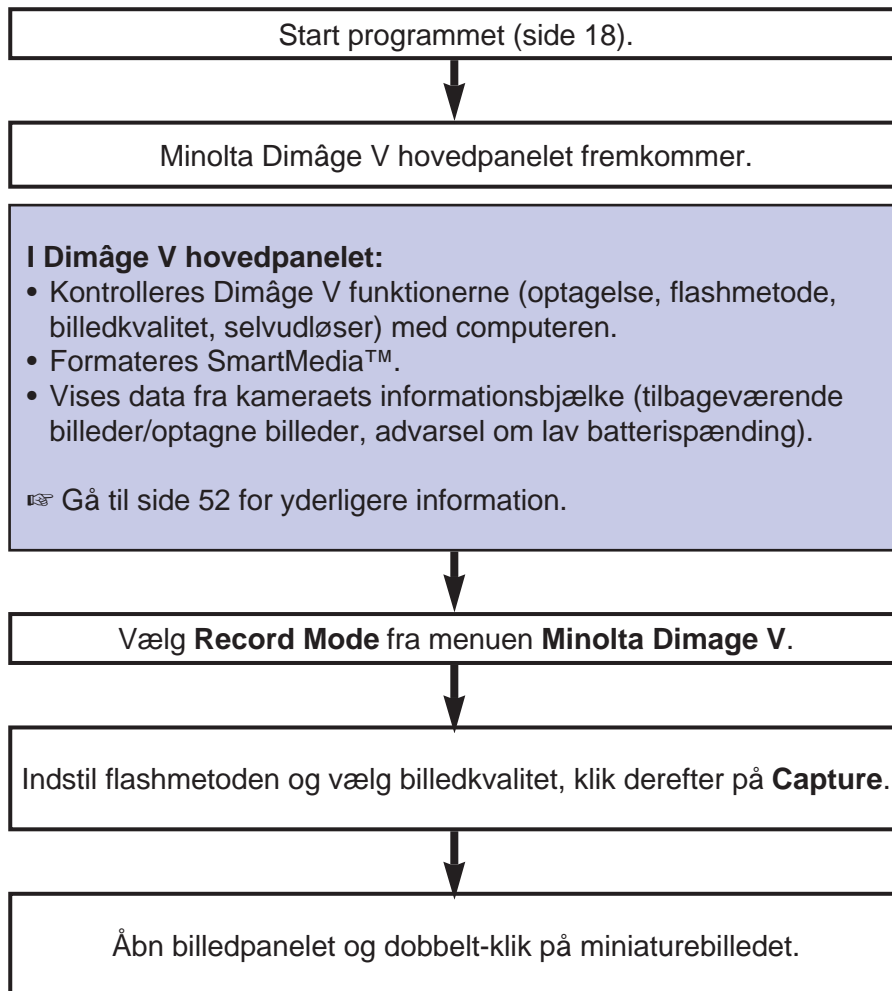 Start programmet (side 18).
Minolta Dimâge V hovedpanelet fremkommer.
I Dimâge V hovedpanelet:
• Kontrolleres Dimâge V funktionerne (optagelse, flashmetode,
billedkvalitet, selvudløser) med computeren.
• Formateres SmartMedia™.
• Vises data fra kameraets informationsbjælke (tilbageværende
billeder/optagne billeder, advarsel om lav batterispænding).
☞ Gå til side 52 for yderligere information.
Vælg Record Mode fra menuen Minolta Dimage V.
Indstil flashmetoden og vælg billedkvalitet, klik derefter på Capture.
Åbn billedpanelet og dobbelt-klik på miniaturebilledet.